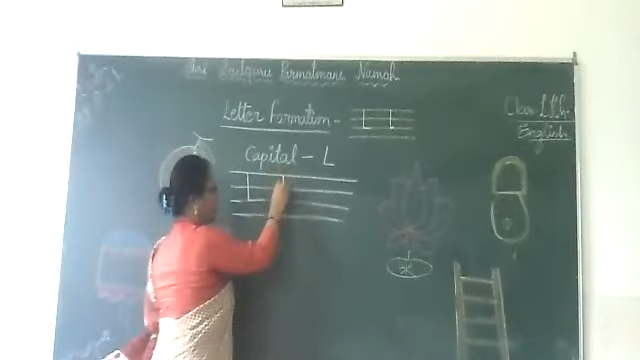 Shri Sadguru Parmatmane Namah
Letter Formation - L L
Class- LKG.
English
Capital - L
L